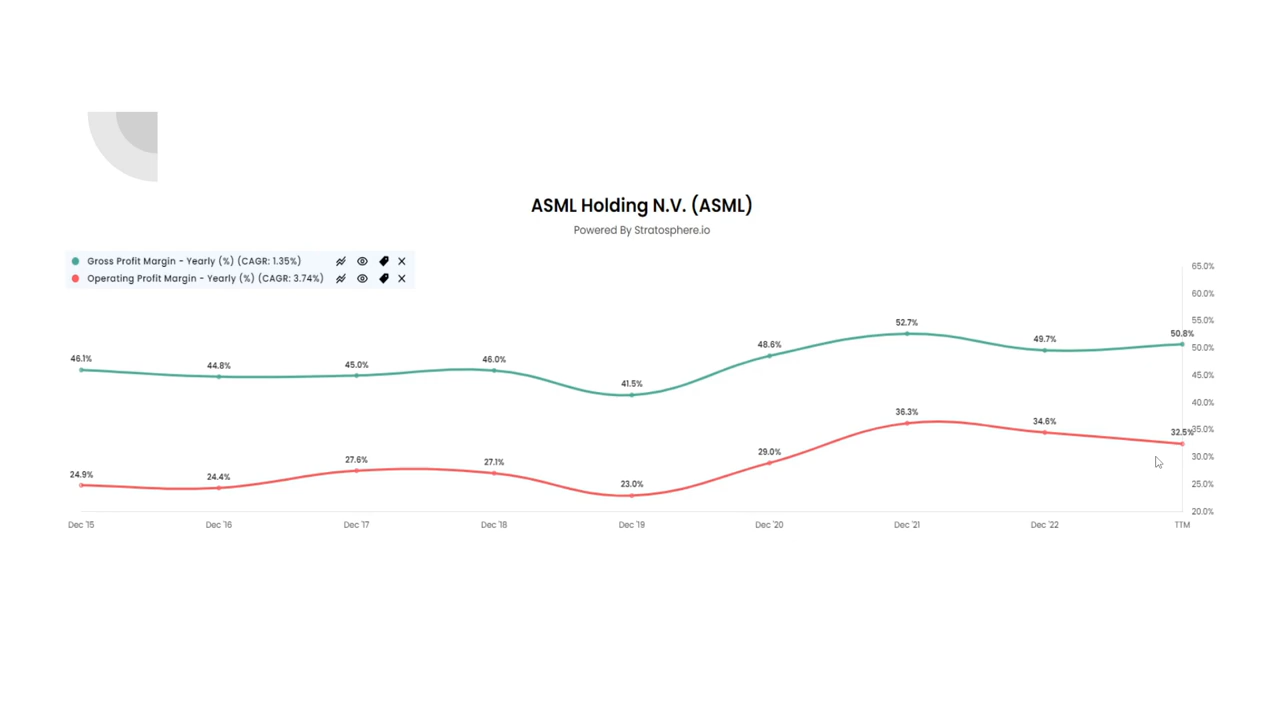 ASML Holding N.V. (ASML)
Powered By Stratosphere.io
Gross Profit Margin - Yearly (%) (CAGR: 1.35%)
Operating Profit Margin - Yearly (%) (CAGR: 3.74%)
65.0%
60.0%
55.0%
50.0%
45.0%
40.0%
35.0%
30.0%
25.0%
20.0%
46.1%
44.8%
45.0%
46.0%
41.5%
48.6%
52.7%
49.7%
50.8%
24.9%
24.4%
27.6%
27.1%
23.0%
29.0%
36.3%
34.6%
32.5%
Dec '15
Dec '16
Dec '17
Dec '18
Dec '19
Dec '20
Dec '21
Dec '22
TTM